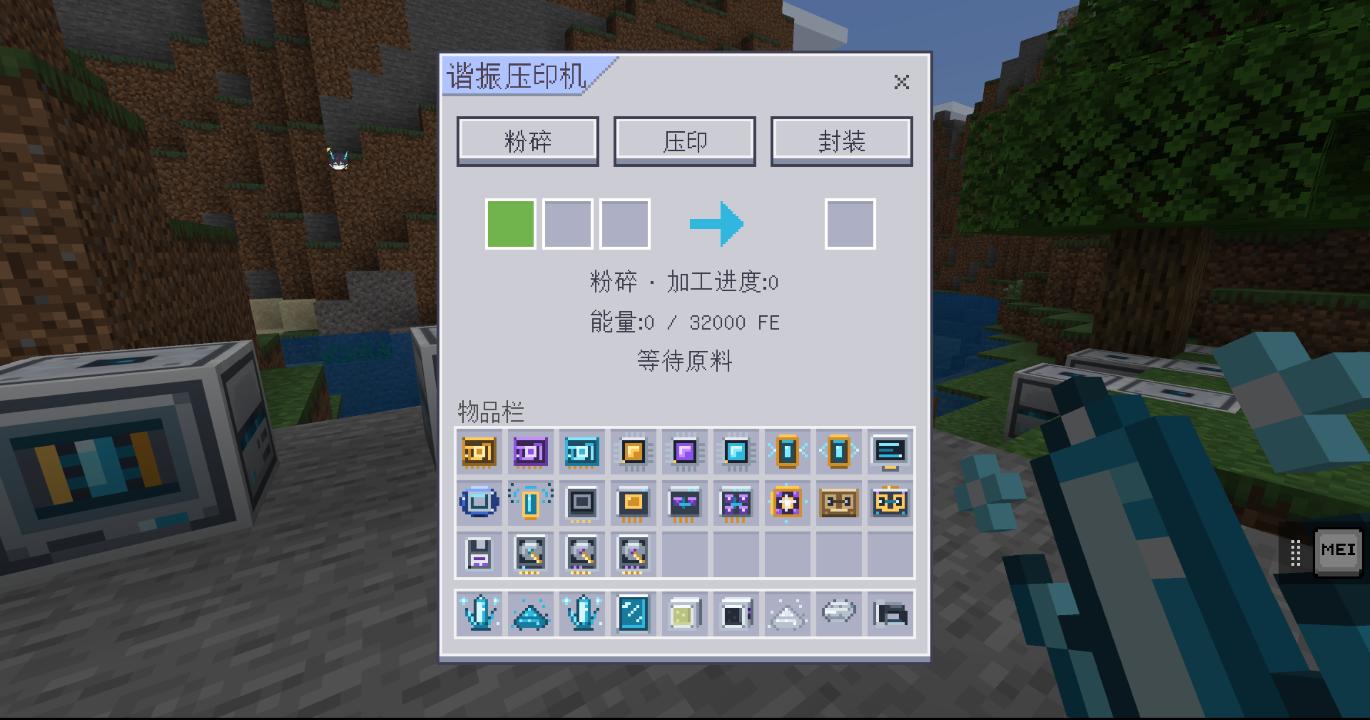 谐振压印机
粉碎
压印
封装
粉碎 · 加工进度:0
能量:0 / 32000 FE
等待原料
物品栏
MEI